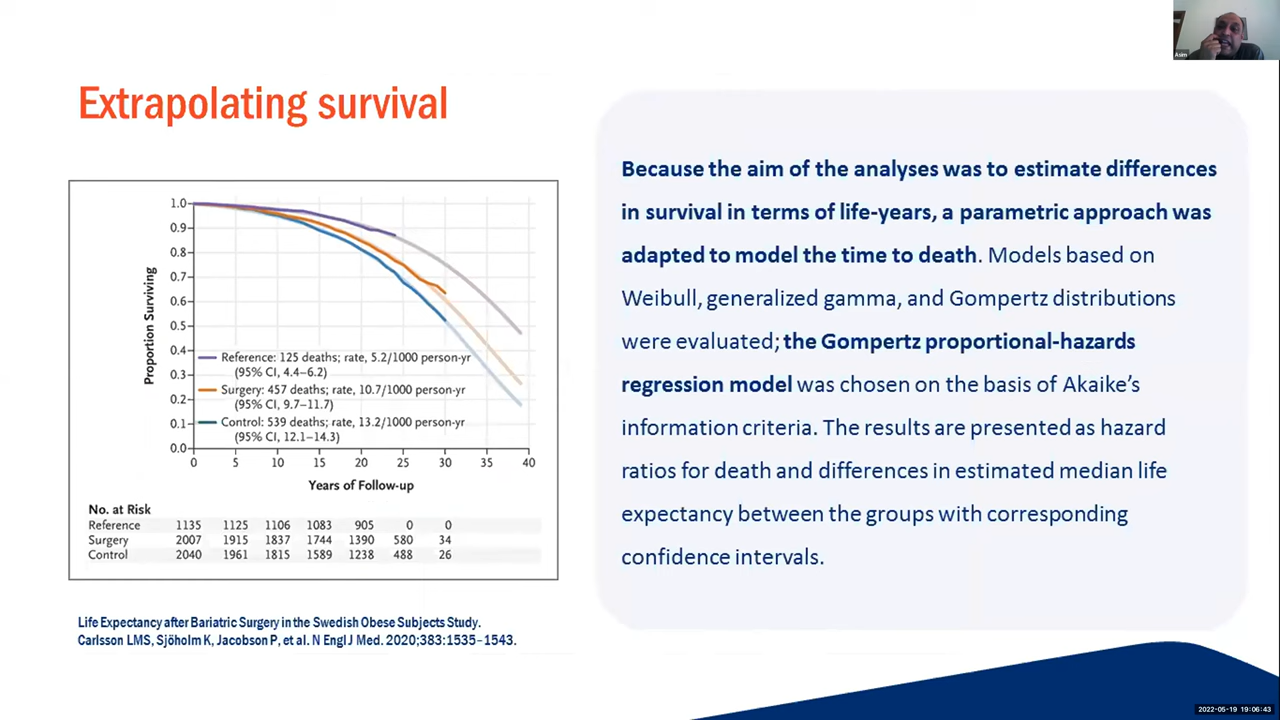 Asim
Extrapolating survival
1.0
0.9
0.8
0.7
0.6
0.5
0.4
0.3
0.2
0.1
0.0
Proportion Surviving
Reference: 125 deaths; rate, 5.2/1000 person-yr
(95% CI, 4.4–6.2)
Surgery: 457 deaths; rate, 10.7/1000 person-yr
(95% CI, 9.7–11.7)
Control: 539 deaths; rate, 13.2/1000 person-yr
(95% CI, 12.1–14.3)
0 5 10 15 20 25 30 35 40
Years of Follow-up
No. at Risk
Reference 1135 1125 1106 1083 905 0 0
Surgery 2007 1915 1837 1744 1390 580 34
Control 2040 1961 1815 1589 1238 488 26
Life Expectancy after Bariatric Surgery in the Swedish Obese Subjects Study.
Carlsson LMS, Sjöholm K, Jacobson P, et al. N Engl J Med. 2020;383:1535–1543.
Because the aim of the analyses was to estimate differences
in survival in terms of life-years, a parametric approach was
adapted to model the time to death. Models based on
Weibull, generalized gamma, and Gompertz distributions
were evaluated; the Gompertz proportional-hazards
regression model was chosen on the basis of Akaike’s
information criteria. The results are presented as hazard
ratios for death and differences in estimated median life
expectancy between the groups with corresponding
confidence intervals.
2022-05-19 19:06:43